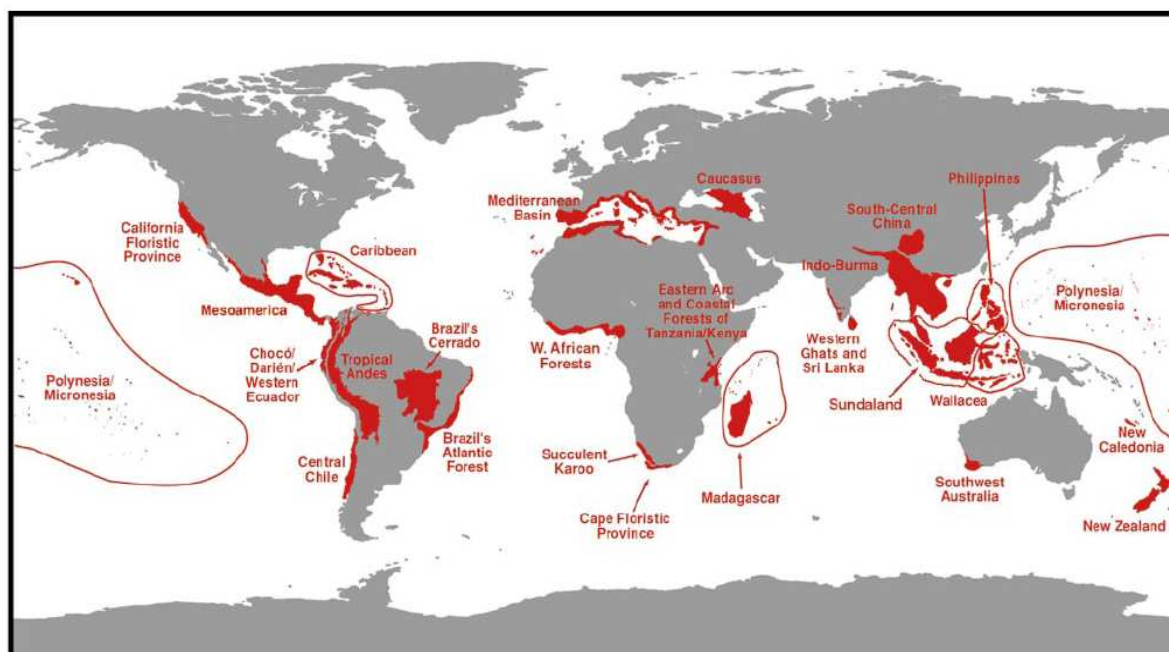 California
Floristic
Province
Caribbean
Mesoamerica
Polynesia/
Micronesia
Chocó/
Darién/
Western
Ecuador
Tropical
Andes
Brazil's
Cerrado
Central
Chile
Brazil's
Atlantic
Forest
Mediterranean
Basin
Caucasus
W. African
Forests
Eastern Arc
and Coastal
Forests of
Tanzania/Kenya
Succulent
Karoo
Cape Floristic
Province
Madagascar
South-Central
China
Indo-Burma
Philippines
Western
Ghats and
Sri Lanka
Sundaland
Wallacea
Polynesia/
Micronesia
New
Caledonia
Southwest
Australia
New Zealand